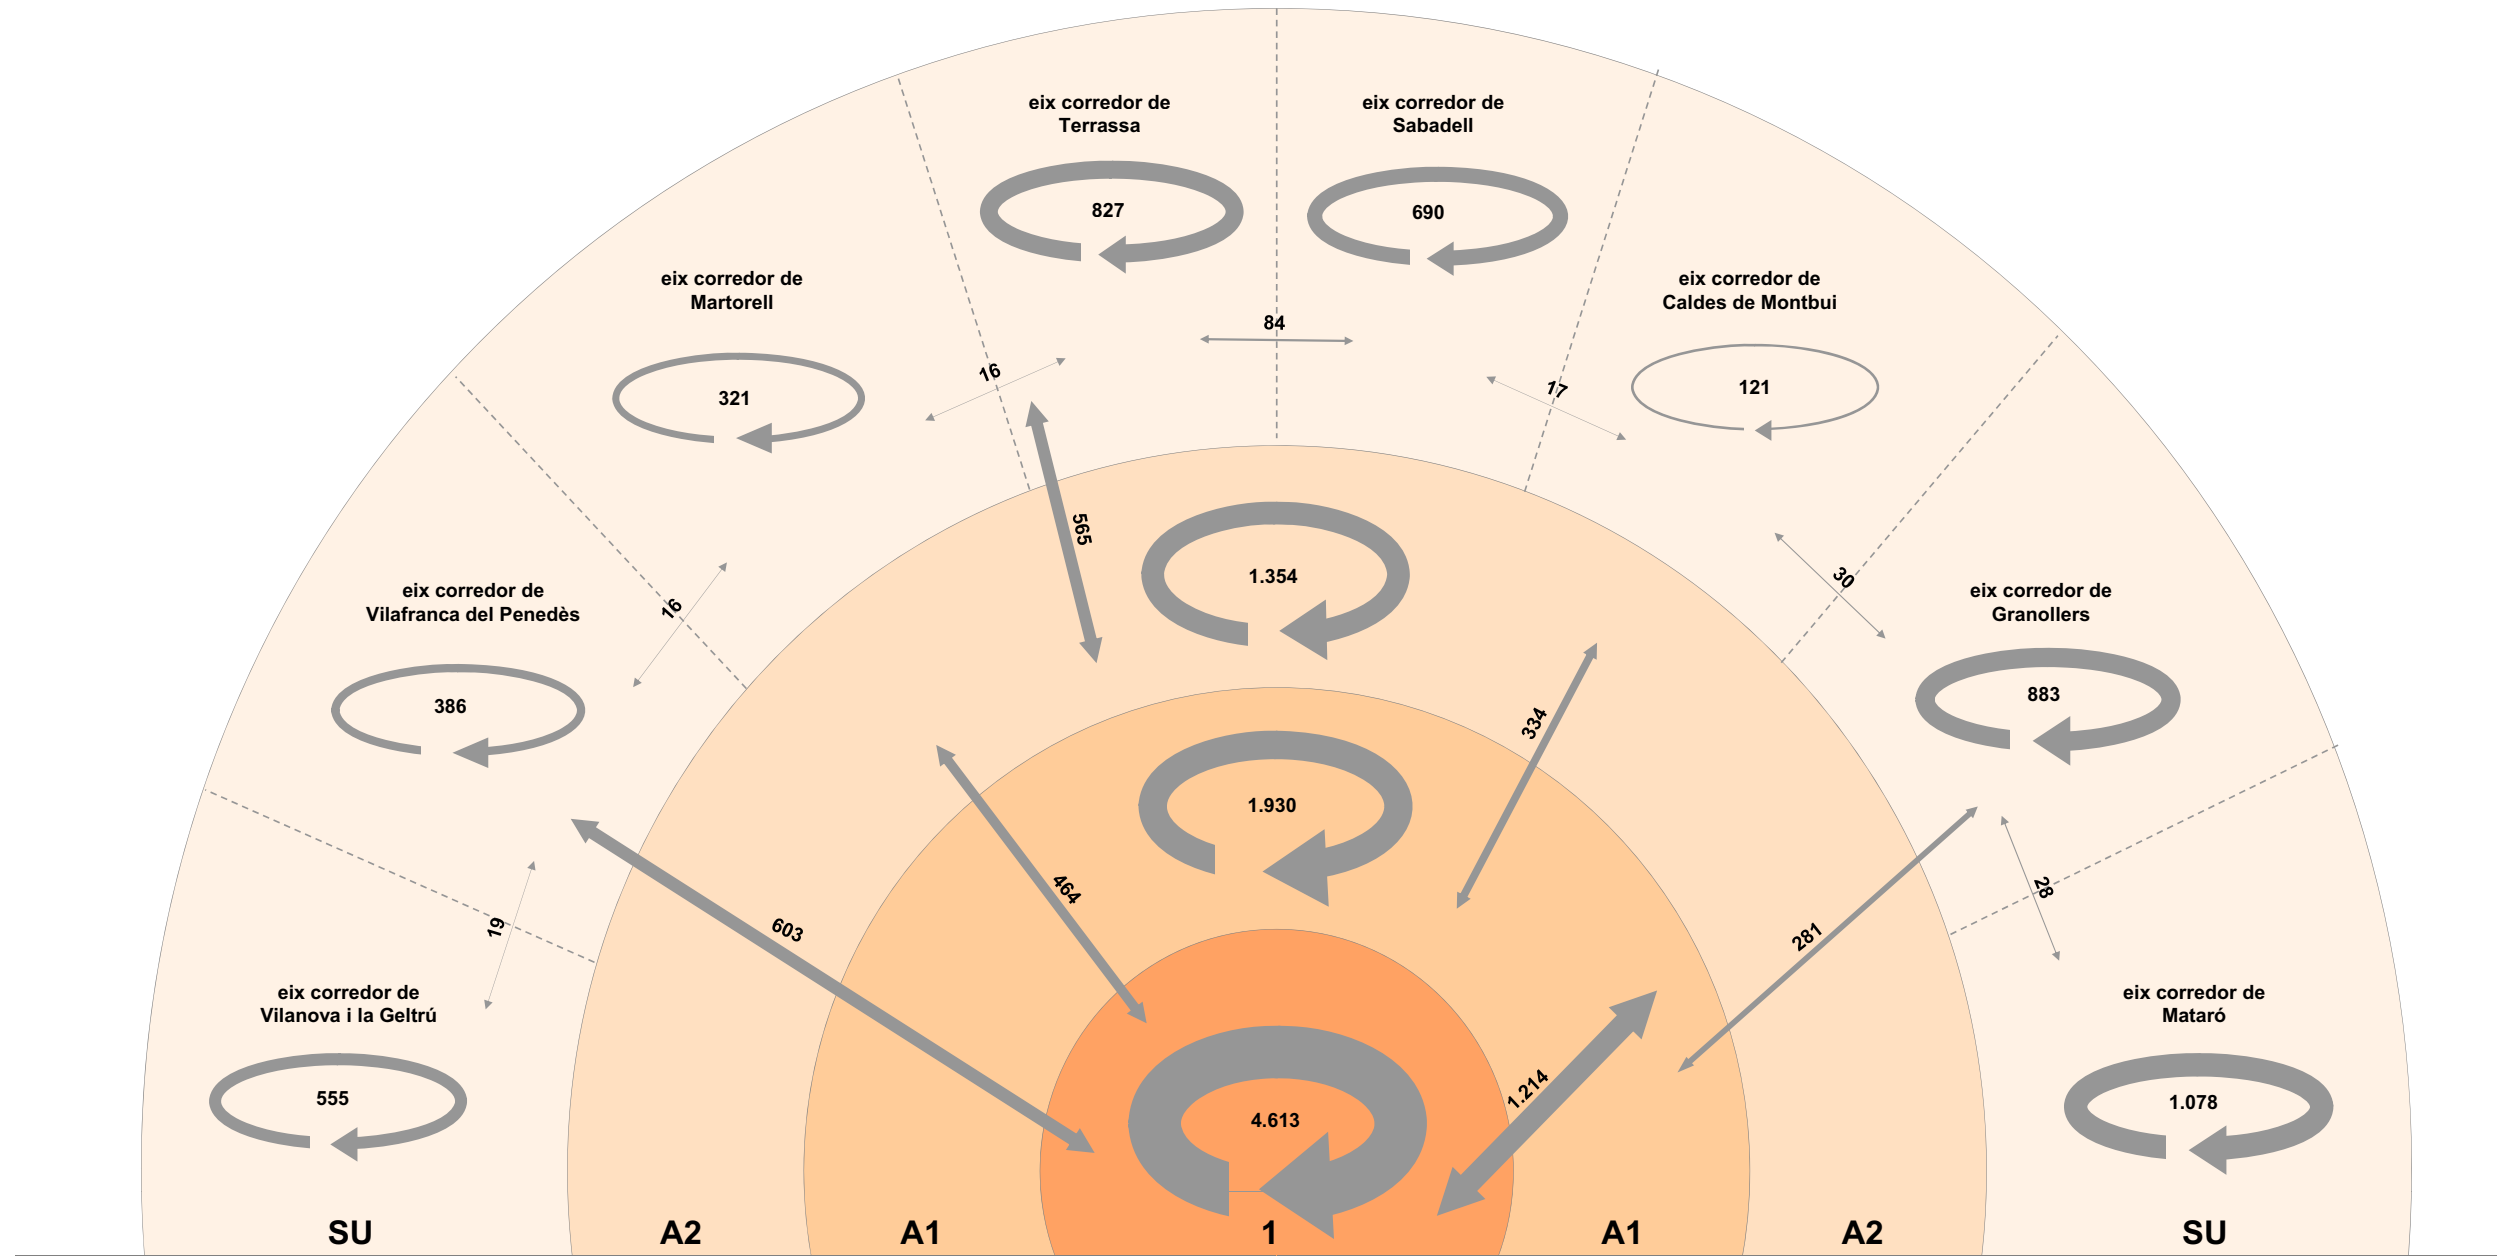 eix corredor de
Terrassa
827
eix corredor de
Sabadell
690
eix corredor de
Martorell
321
eix corredor de
Caldes de Montbui
121
84
16
17
565
1.354
16
30
eix corredor de
Vilafranca del Penedès
386
eix corredor de
Granollers
883
334
1.930
464
603
19
281
28
eix corredor de
Vilanova i la Geltrú
555
eix corredor de
Mataró
1.078
1.214
4.613
SU
A2
A1
1
A1
A2
SU